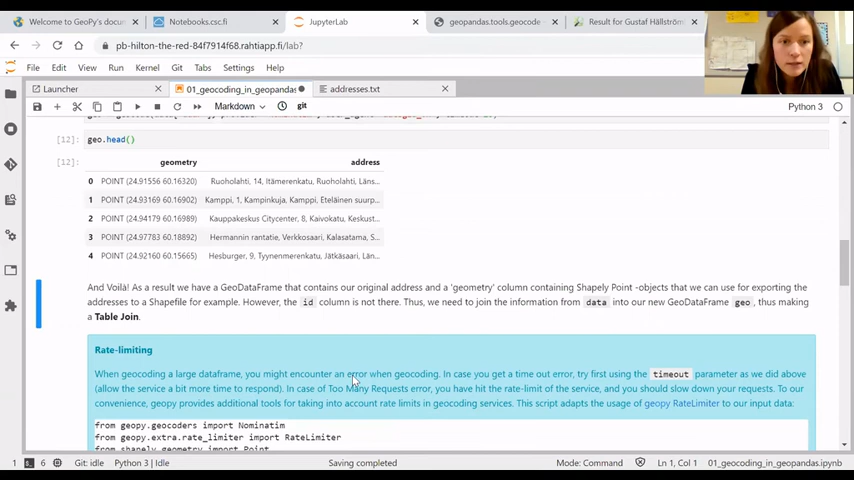 Welcome to GeoPy's docum
Notebooks.csc.fi
JupyterLab
geopandas.tools.geocode
Result for Gustaf Hällström
pb-hilton-the-red-84f7914f68.rahtiapp.fi/lab?
File Edit View Run Kernel Git Tabs Settings Help
Launcher
01_geocoding_in_geopandas
addresses.txt
Markdown
git
Python 3
[12]: geo.head()
[12]: geometry address
0 POINT (24.91556 60.16320) Ruoholahti, 14, Itämerenkatu, Ruoholahti, Läns...
1 POINT (24.93169 60.16902) Kamppi, 1, Kampinkuja, Kamppi, Eteläinen suurp...
2 POINT (24.94179 60.16989) Kauppakeskus Citycenter, 8, Kaivokatu, Keskust...
3 POINT (24.97783 60.18892) Hermannin rantatie, Verkkosaari, Kalasatama, S...
4 POINT (24.92160 60.15665) Hesburger, 9, Tyynenmerenkatu, Jätkäsaari, Län...
And Voilà! As a result we have a GeoDataFrame that contains our original address and a 'geometry' column containing Shapely Point -objects that we can use for exporting the
addresses to a Shapefile for example. However, the id column is not there. Thus, we need to join the information from data into our new GeoDataFrame geo, thus making
a Table Join.
Rate-limiting
When geocoding a large dataframe, you might encounter an error when geocoding. In case you get a time out error, try first using the timeout parameter as we did above
(allow the service a bit more time to respond). In case of Too Many Requests error, you have hit the rate-limit of the service, and you should slow down your requests. To our
convenience, geopy provides additional tools for taking into account rate limits in geocoding services. This script adapts the usage of geopy RateLimiter to our input data:
from geopy.geocoders import Nominatim
from geopy.extra.rate_limiter import RateLimiter
from shapely.geometry import Point
1 6 Git: idle Python 3 | Idle Saving completed Mode: Command Ln 1, Col 1 01_geocoding_in_geopandas.ipynb